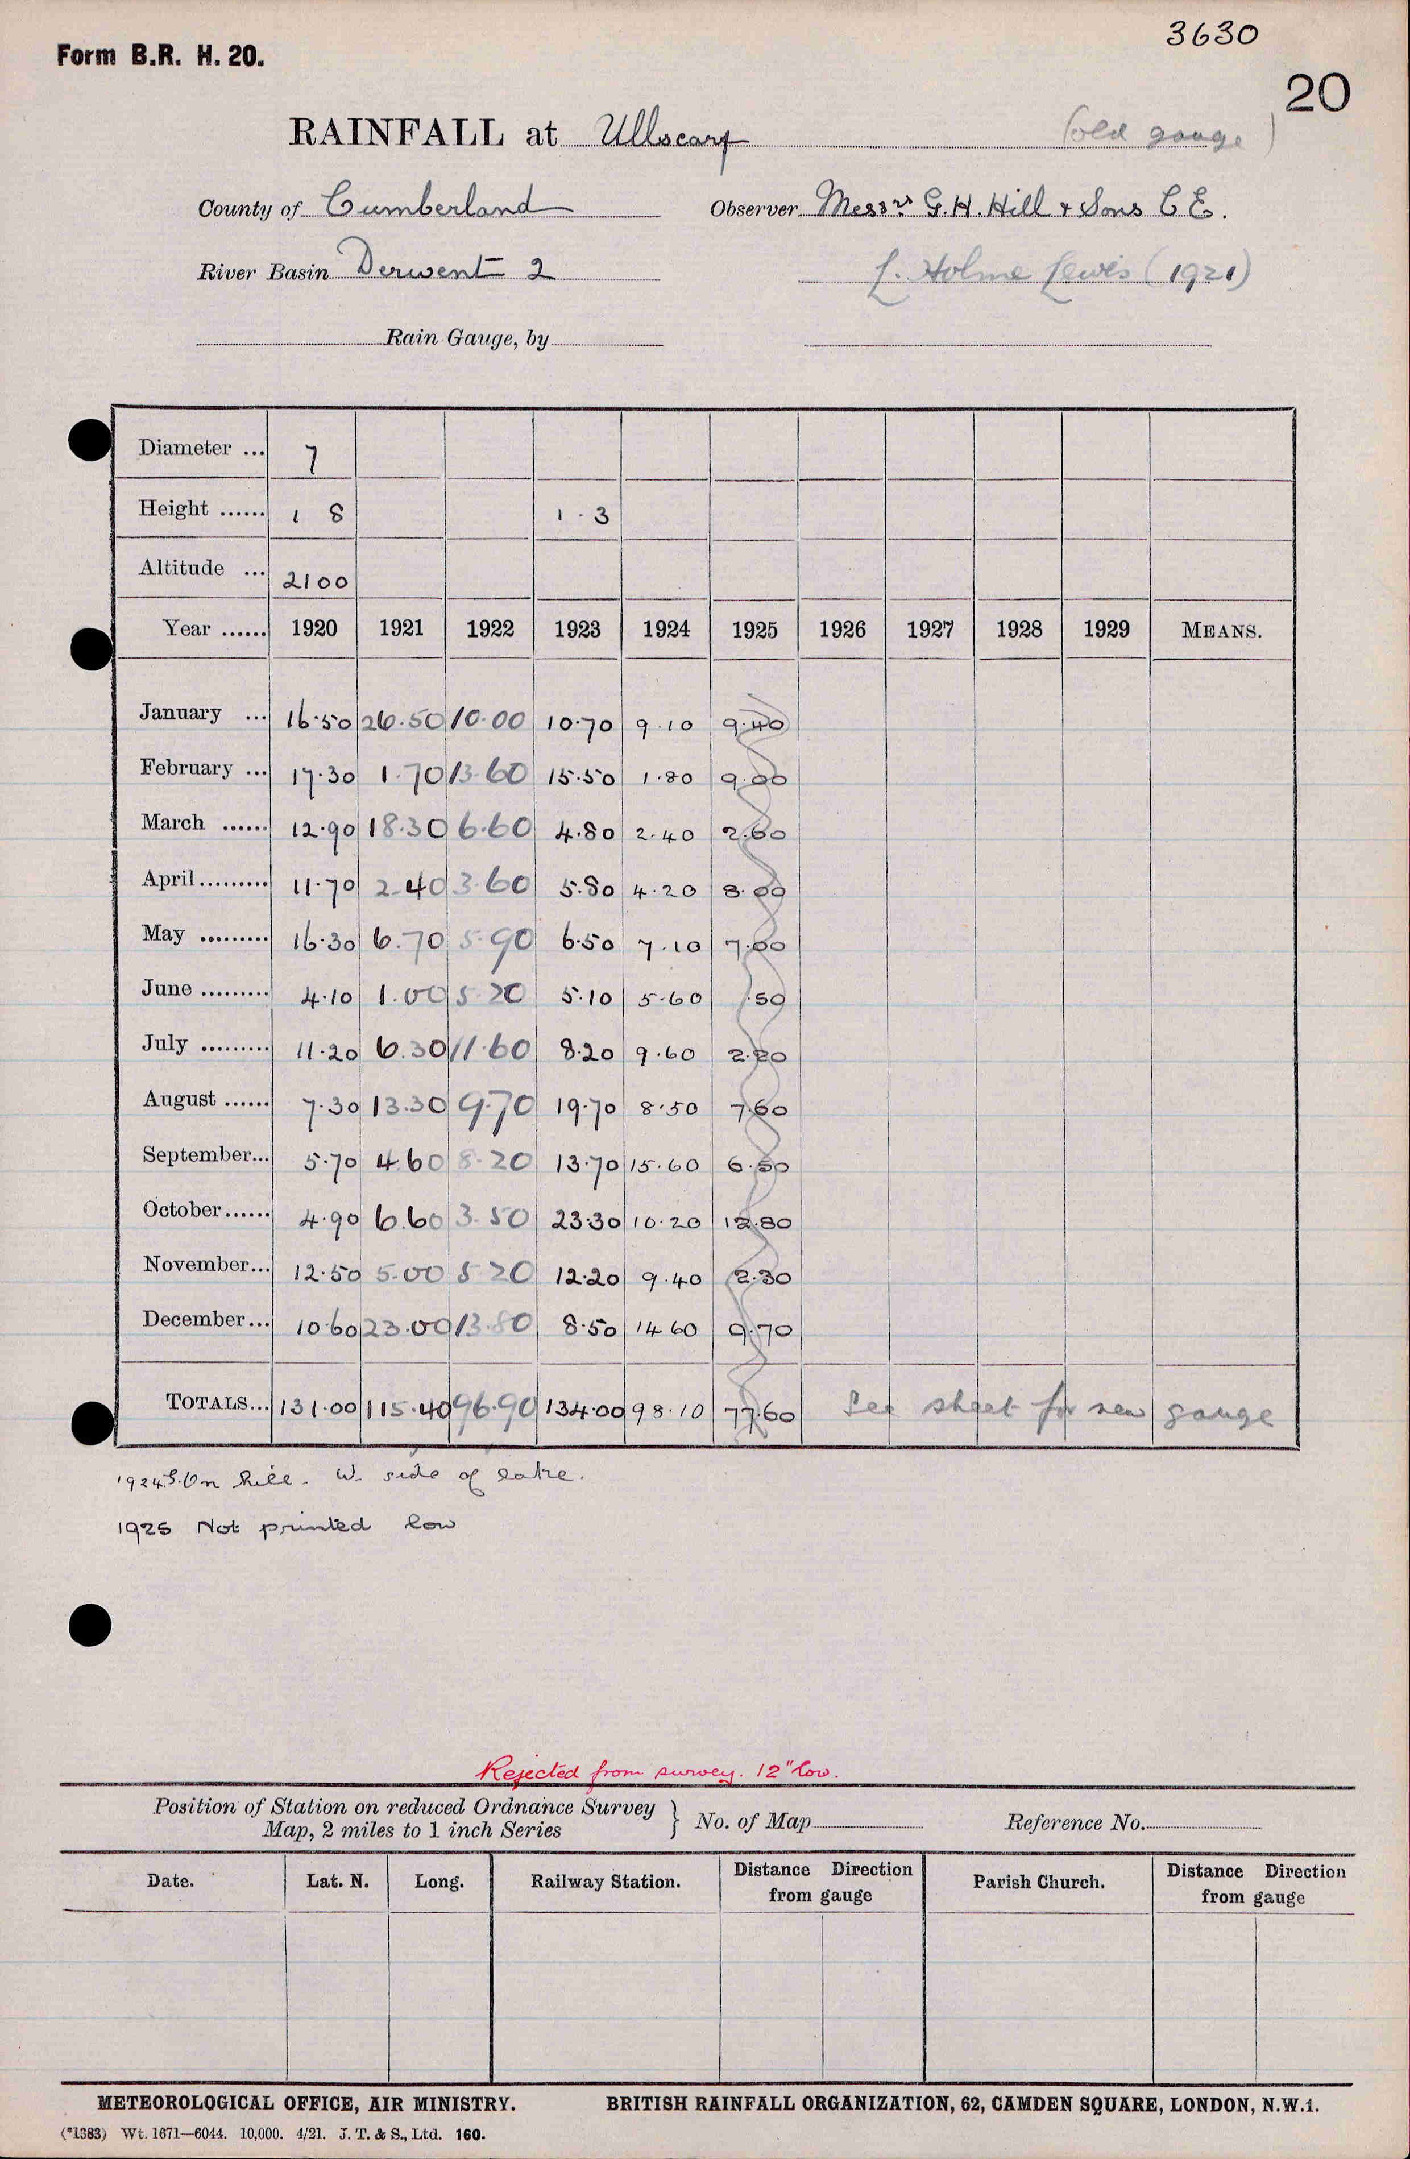 3630
Form B.R. H. 20.
20
RAINFALL at Ullscarf (old gauge)
County of Cumberland Observer Messrs G.H. Hill & Sons C E.
River Basin Derwent 2 L. Holme Lewis (1921)
Rain Gauge, by
Diameter ... 7
Height ...... 1 8 1 - 3
Altitude ... 2100
Year ...... 1920 1921 1922 1923 1924 1925 1926 1927 1928 1929 MEANS.
January ... 16.50 26.50 10.00 10.70 9.10 9.40
February ... 17.30 1.70 13.60 15.50 1.80 9.00
March ...... 12.90 18.30 6.60 4.80 2.40 2.60
April ......... 11.70 2.40 3.60 5.80 4.20 8.00
May ......... 16.30 6.70 5.90 6.50 7.10 7.00
June ......... 4.10 1.00 5 20 5.10 5.60 .50
July ......... 11.20 6.30 11.60 8.20 9.60 2.20
August ...... 7.30 13.30 9.70 19.70 8.50 7.60
September... 5.70 4.60 8.20 13.70 15.60 6.50
October...... 4.90 6.60 3.50 23.30 10.20 12.80
November... 12.50 5.00 5 20 12.20 9.40 2.30
December... 10.60 23.00 13.80 8.50 14 60 9.70
TOTALS... 131.00 115.40 96.90 134.00 98.10 77.60 See sheet for new gauge
1924 S. On hill. W. side of lake.
1925 Not printed low
Rejected from survey. 12" low.
Position of Station on reduced Ordnance Survey Map, 2 miles to 1 inch Series } No. of Map Reference No.
Date. Lat. N. Long. Railway Station. Distance Direction from gauge Parish Church. Distance Direction from gauge
METEOROLOGICAL OFFICE, AIR MINISTRY. BRITISH RAINFALL ORGANIZATION, 62, CAMDEN SQUARE, LONDON, N.W.1.
(*1383) Wt. 1671—6044. 10,000. 4/21. J. T. & S., Ltd. 160.